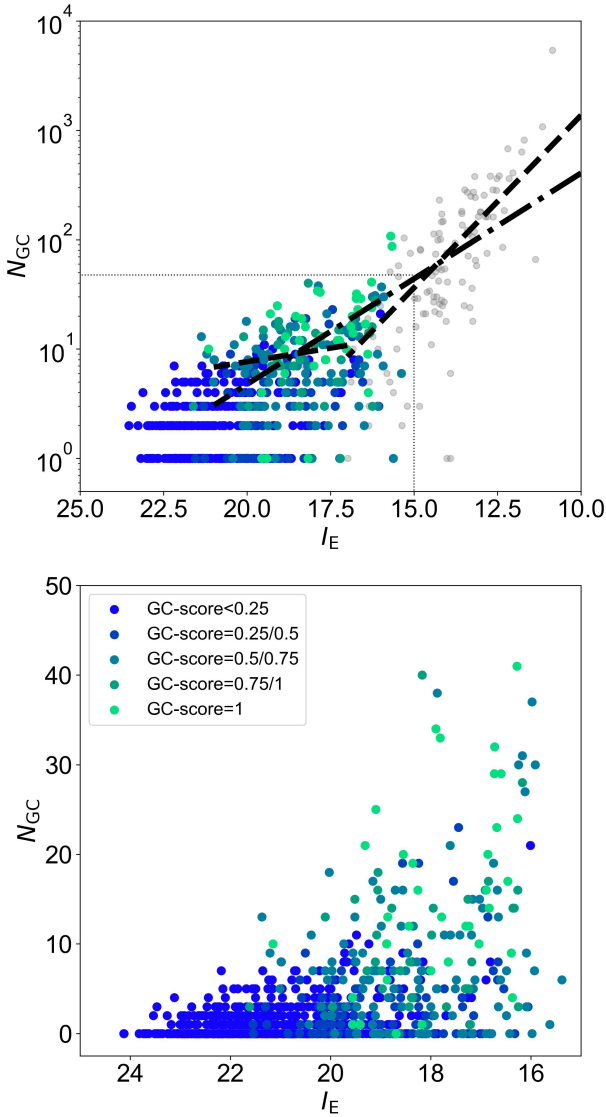 10^4
10^3
10^2
10^1
10^0
N_GC
25.0 22.5 20.0 17.5 15.0 12.5 10.0
I_E
50
40
30
20
10
0
N_GC
GC-score<0.25
GC-score=0.25/0.5
GC-score=0.5/0.75
GC-score=0.75/1
GC-score=1
24 22 20 18 16
I_E